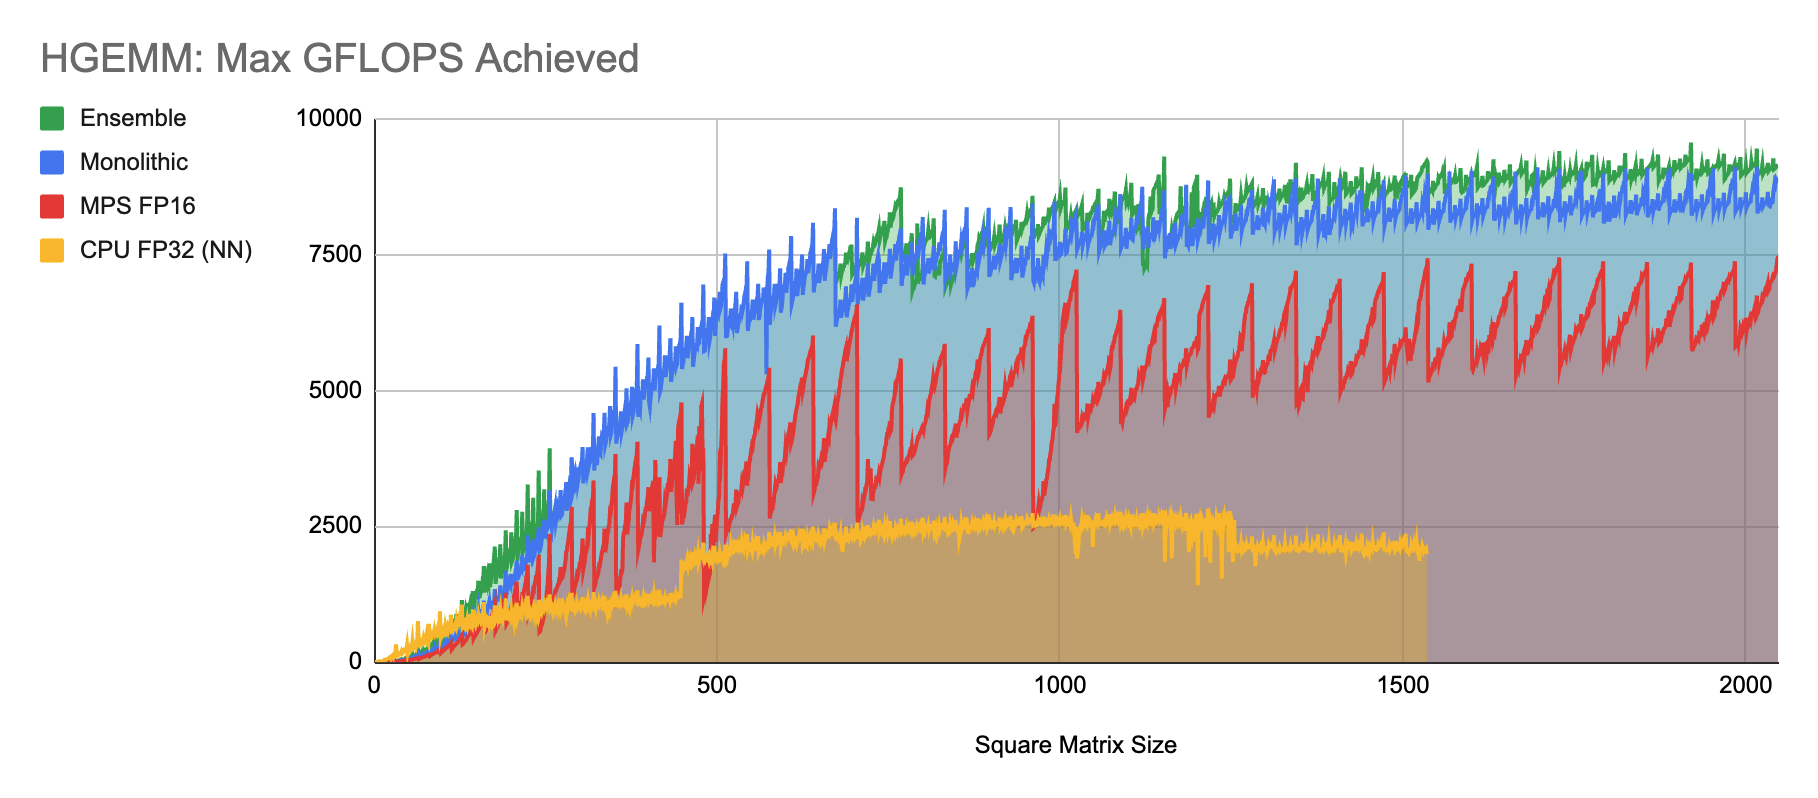 HGEMM: Max GFLOPS Achieved
Ensemble
Monolithic
MPS FP16
CPU FP32 (NN)
10000
7500
5000
2500
0
0 500 1000 1500 2000
Square Matrix Size